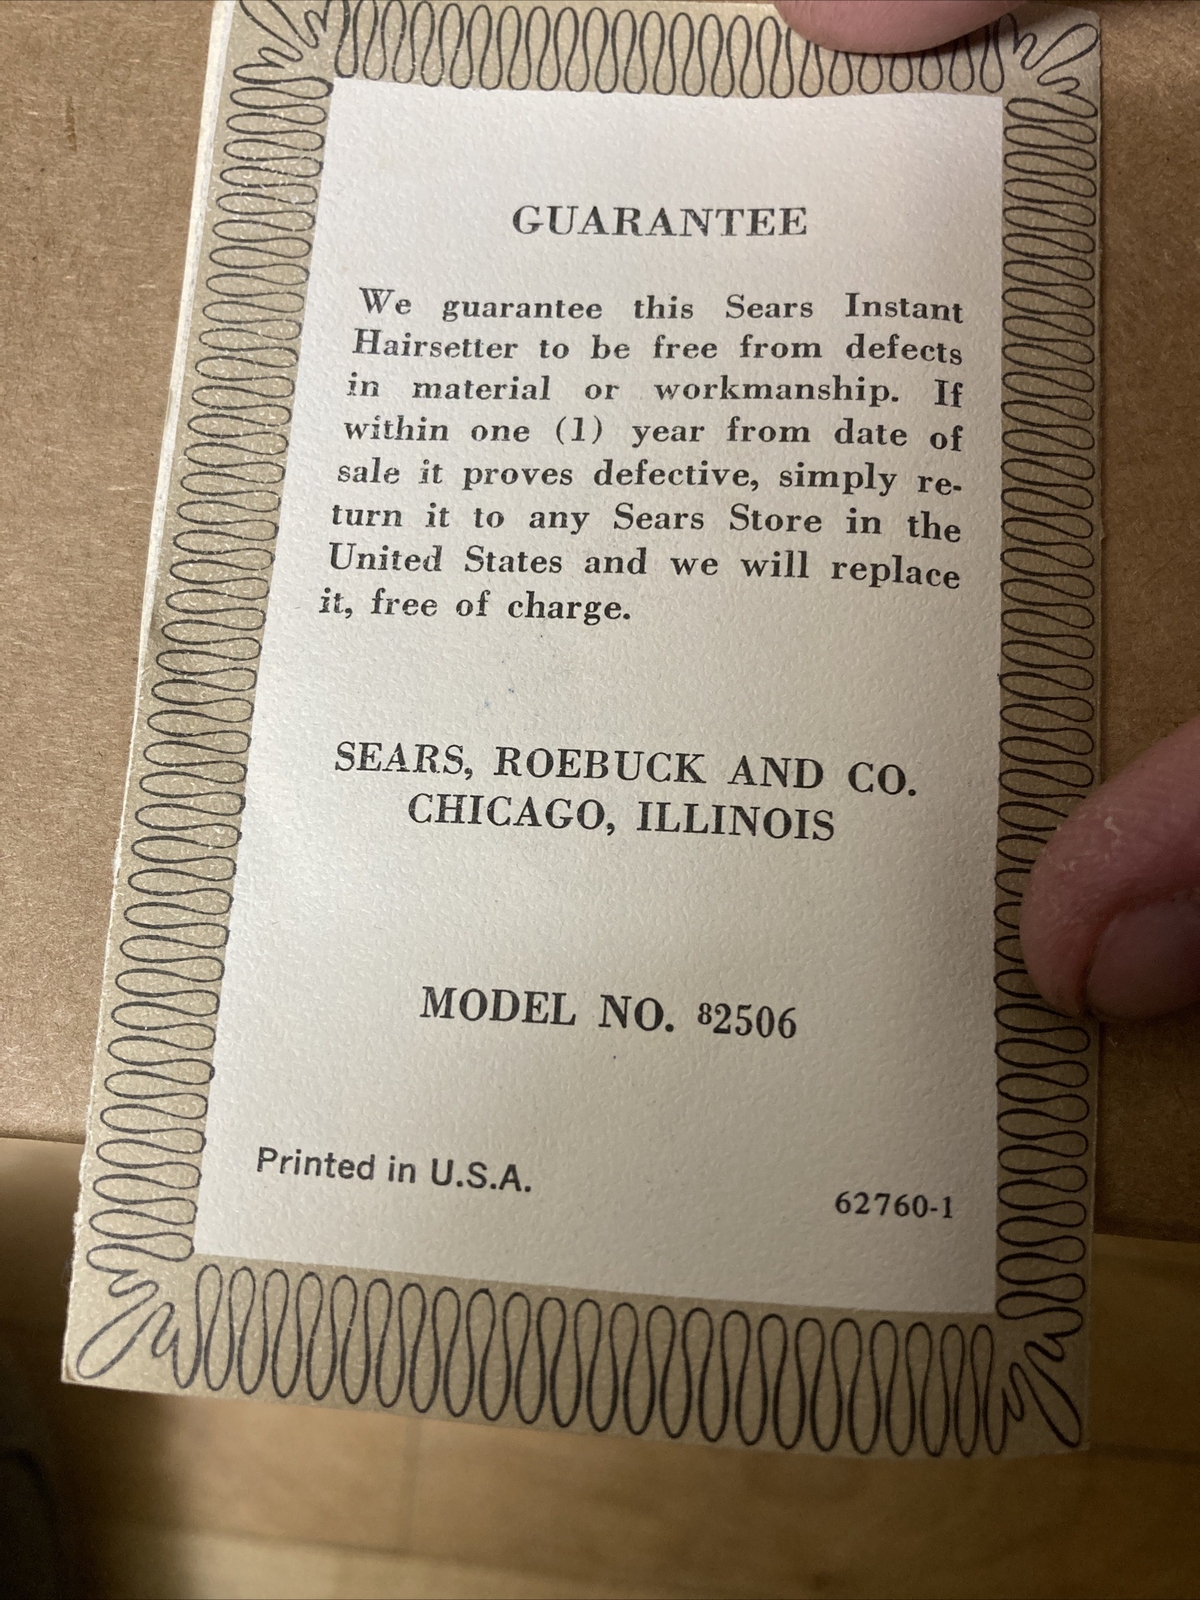 GUARANTEE
We guarantee this Sears Instant
Hairsetter to be free from defects
in material or workmanship. If
within one (1) year from date of
sale it proves defective, simply re-
turn it to any Sears Store in the
United States and we will replace
it, free of charge.
SEARS, ROEBUCK AND CO.
CHICAGO, ILLINOIS
MODEL NO. 82506
Printed in U.S.A.
62760-1